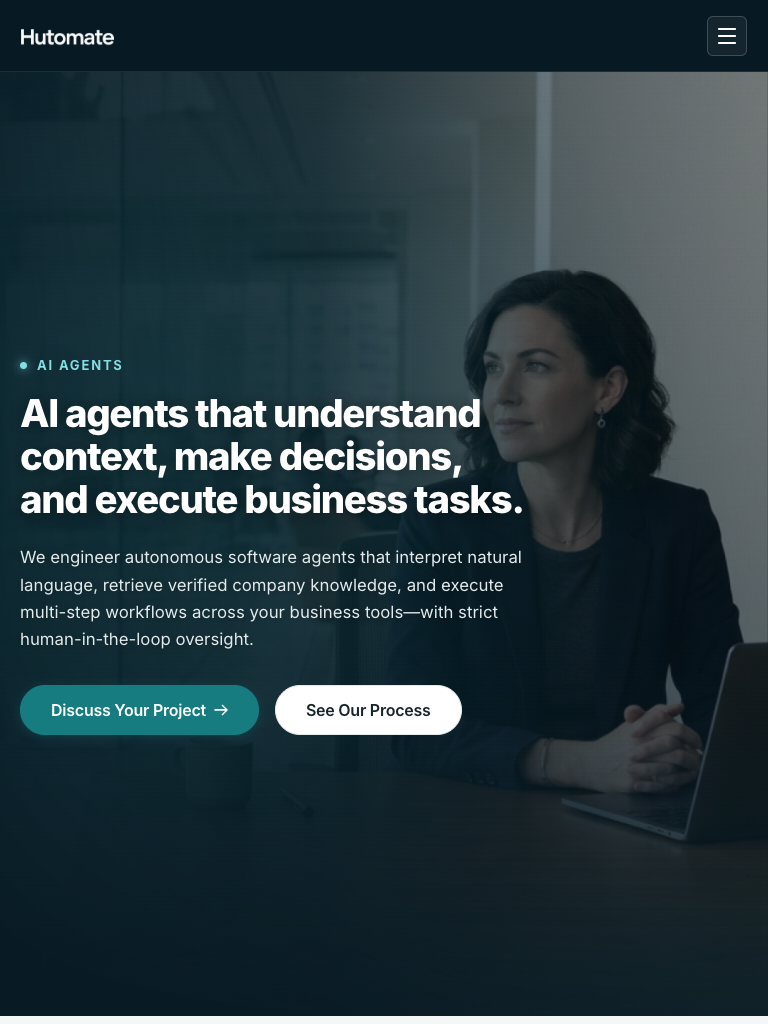 Hutomate
AI AGENTS
AI agents that understand
context, make decisions,
and execute business tasks.
We engineer autonomous software agents that interpret natural
language, retrieve verified company knowledge, and execute
multi-step workflows across your business tools—with strict
human-in-the-loop oversight.
Discuss Your Project →
See Our Process